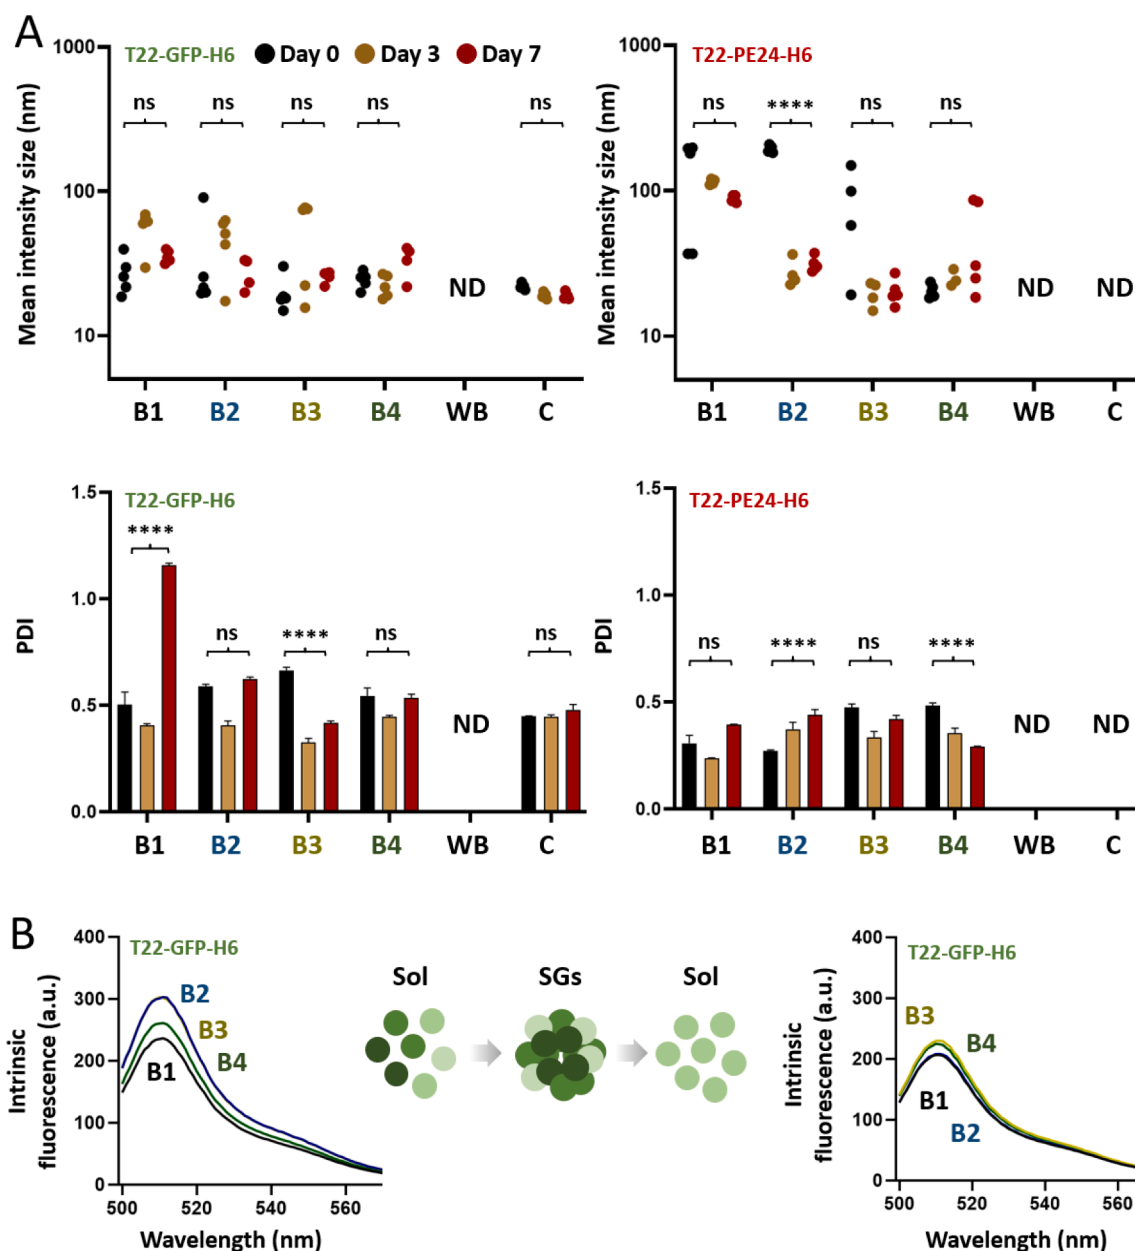 A
T22-GFP-H6
Day 0
Day 3
Day 7
Mean intensity size (nm)
1000
100
10
ns
ns
ns
ns
ns
ND
B1
B2
B3
B4
WB
C
T22-PE24-H6
Mean intensity size (nm)
1000
100
10
ns
****
ns
ns
ND
ND
B1
B2
B3
B4
WB
C
T22-GFP-H6
PDI
1.5
1.0
0.5
0.0
****
ns
****
ns
ns
ND
B1
B2
B3
B4
WB
C
T22-PE24-H6
PDI
1.5
1.0
0.5
0.0
ns
****
ns
****
ND
ND
B1
B2
B3
B4
WB
C
B
T22-GFP-H6
Intrinsic
fluorescence (a.u.)
400
300
200
100
0
B2
B3
B4
B1
500
520
540
560
Wavelength (nm)
Sol
SGs
Sol
T22-GFP-H6
Intrinsic
fluorescence (a.u.)
400
300
200
100
0
B3
B4
B1
B2
500
520
540
560
Wavelength (nm)